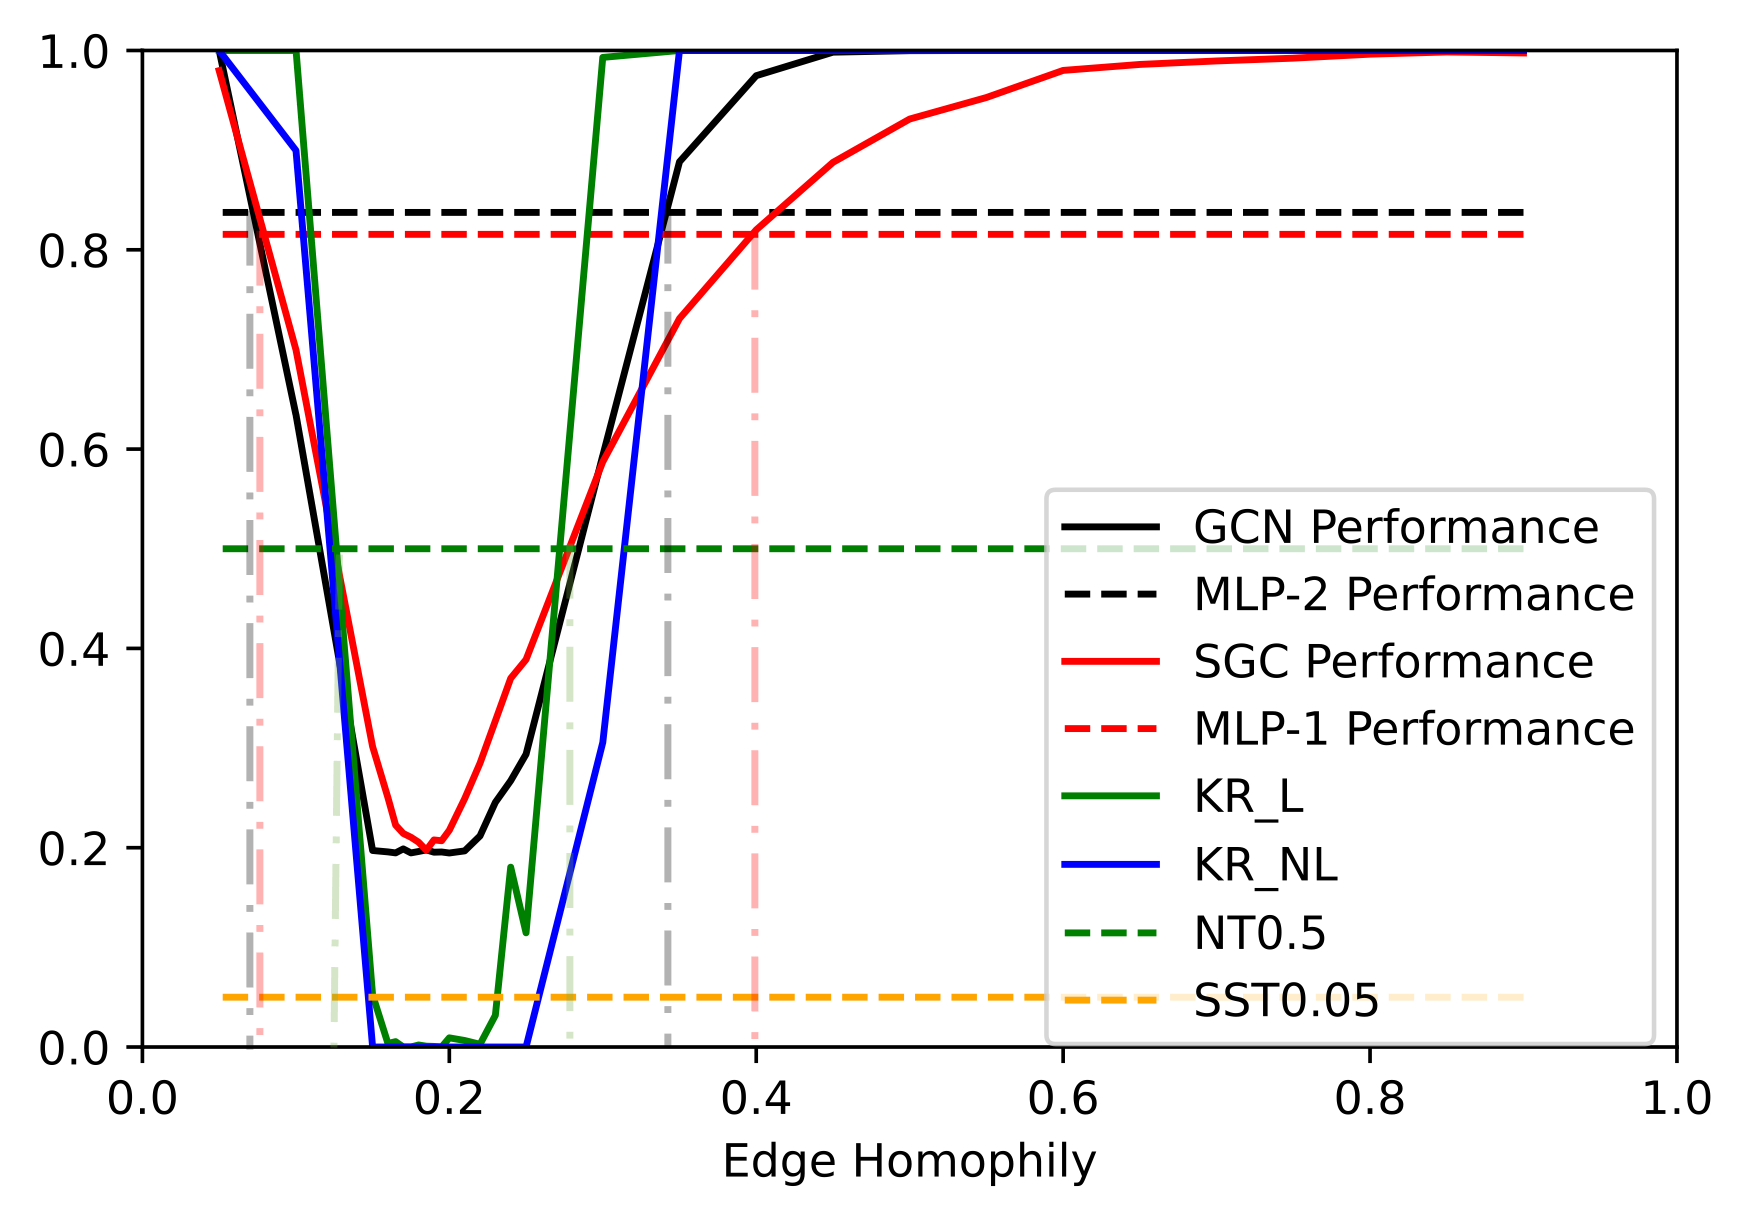 1.0
0.8
0.6
0.4
0.2
0.0
GCN Performance
MLP-2 Performance
SGC Performance
MLP-1 Performance
KR_L
KR_NL
NT0.5
SST0.05
0.0 0.2 0.4 0.6 0.8 1.0
Edge Homophily